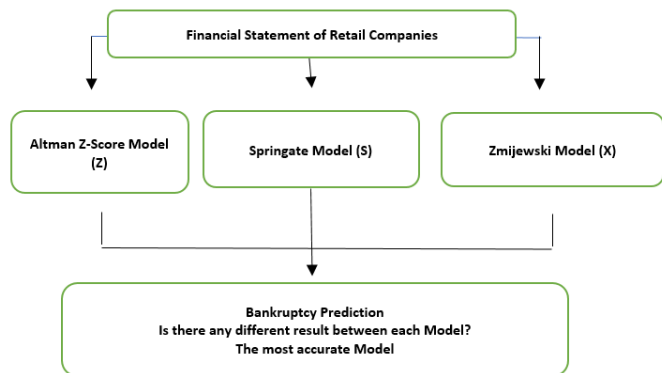 Financial Statement of Retail Companies
Altman Z-Score Model
(Z)
Springate Model (S)
Zmijewski Model (X)
Bankruptcy Prediction
Is there any different result between each Model?
The most accurate Model